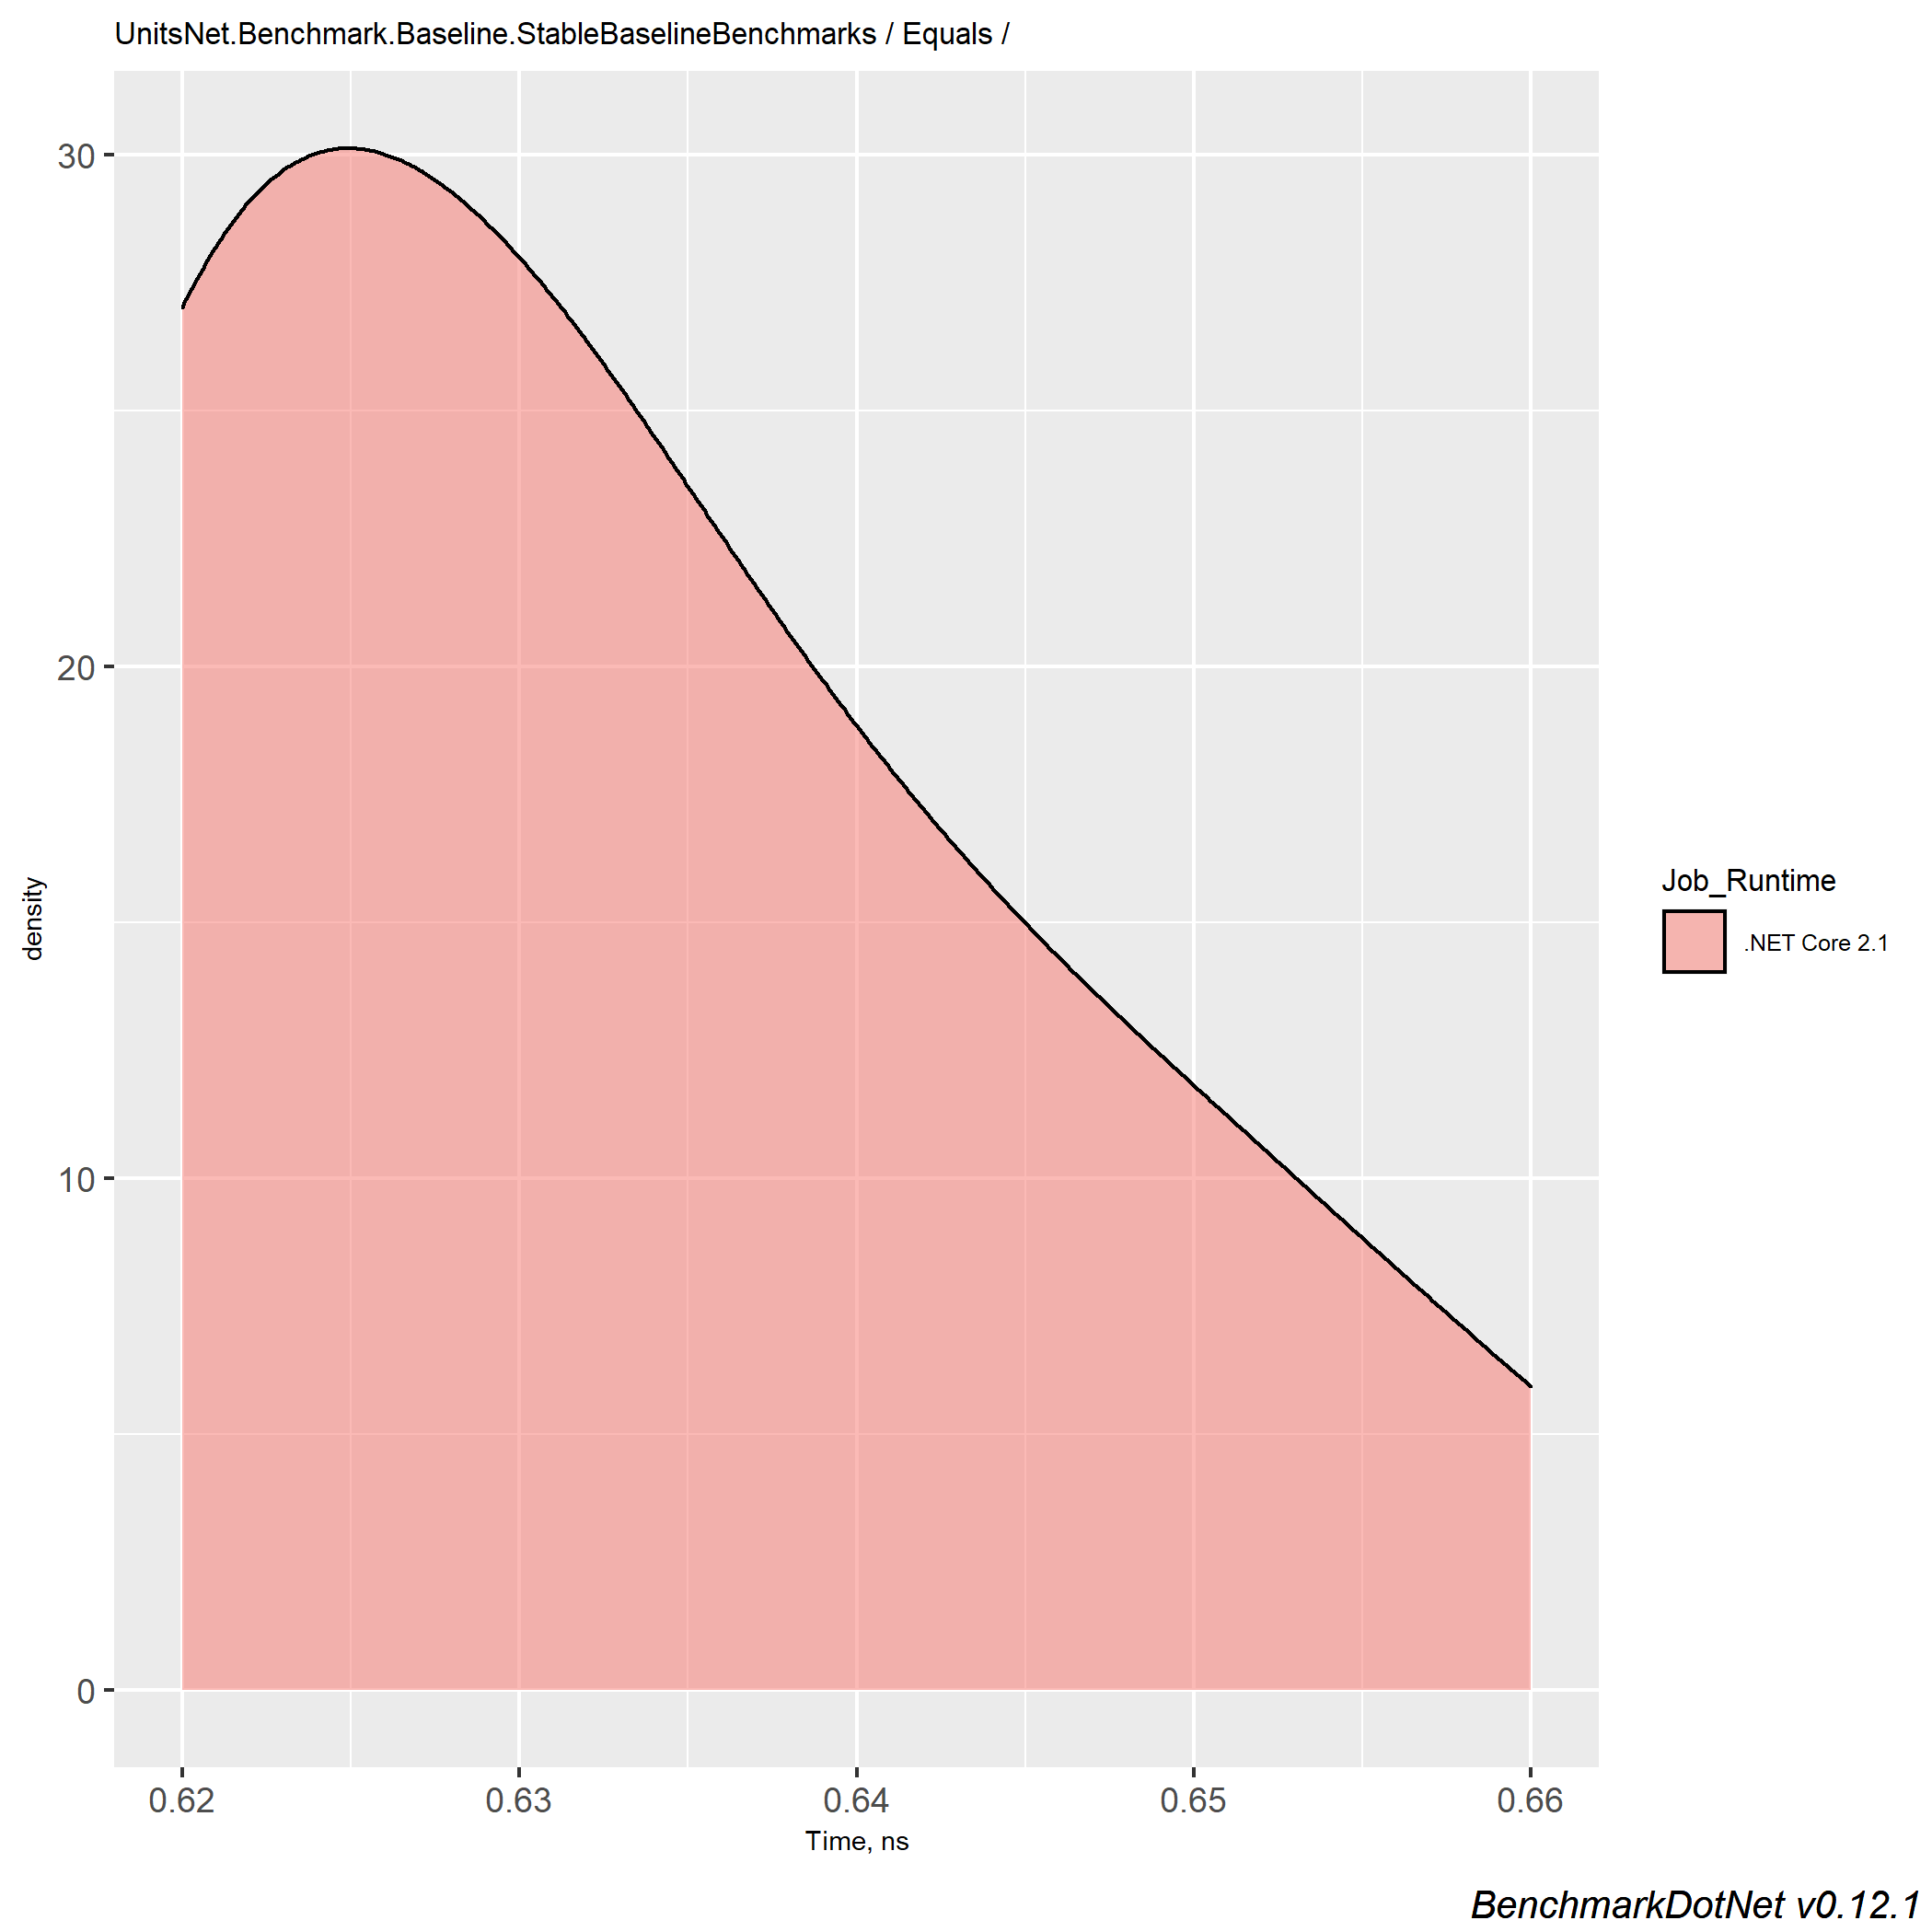 UnitsNet.Benchmark.Baseline.StableBaselineBenchmarks / Equals /
30
20
10
0
density
0.62 0.63 0.64 0.65 0.66
Time, ns
Job_Runtime
.NET Core 2.1
BenchmarkDotNet v0.12.1